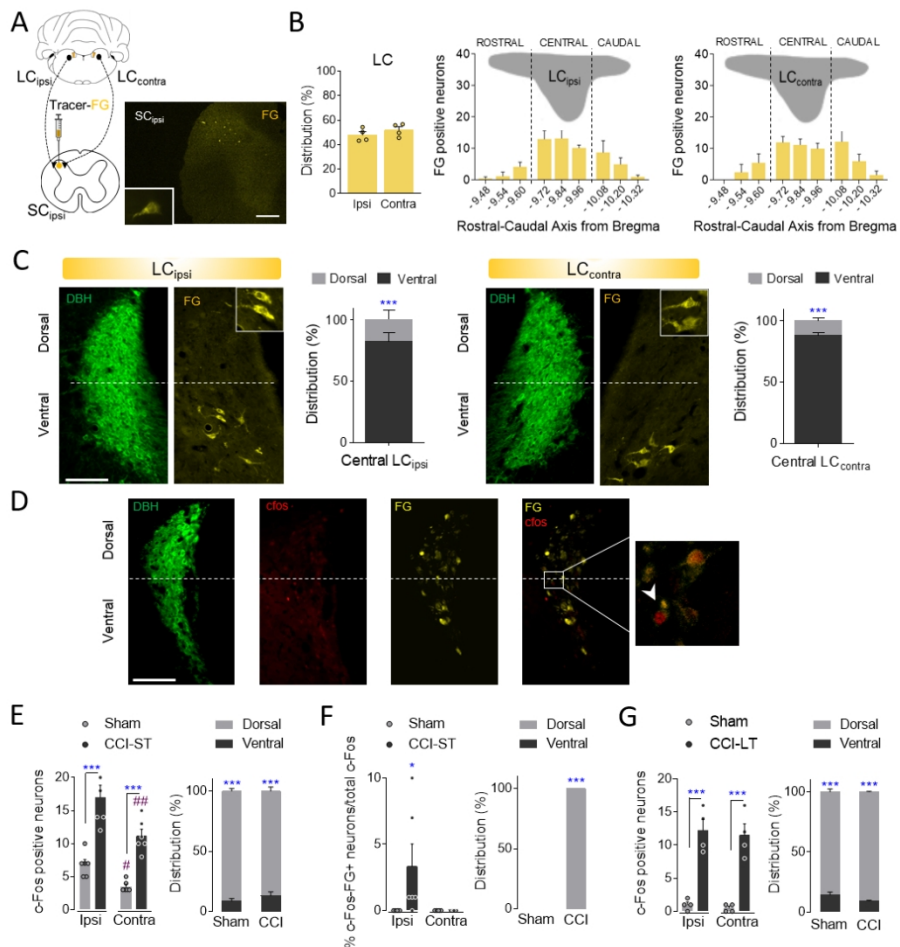 A
LCipsi
LCcontra
Tracer-FG
SCipsi
SCipsi
FG
B
LC
Distribution (%)
100
80
60
40
20
0
Ipsi
Contra
ROSTRAL
CENTRAL
CAUDAL
LCipsi
FG positive neurons
40
30
20
10
0
- 9.48
- 9.54
- 9.60
- 9.72
- 9.84
- 9.96
- 10.08
- 10.20
- 10.32
Rostral-Caudal Axis from Bregma
ROSTRAL
CENTRAL
CAUDAL
LCcontra
FG positive neurons
40
30
20
10
0
- 9.48
- 9.54
- 9.60
- 9.72
- 9.84
- 9.96
- 10.08
- 10.20
- 10.32
Rostral-Caudal Axis from Bregma
C
LCipsi
Dorsal
Ventral
DBH
FG
Dorsal
Ventral
***
Distribution (%)
100
50
0
Central LCipsi
LCcontra
Dorsal
Ventral
DBH
FG
Dorsal
Ventral
***
Distribution (%)
100
50
0
Central LCcontra
D
Dorsal
Ventral
DBH
cfos
FG
FG
cfos
E
Sham
CCI-ST
c-Fos positive neurons
20
15
10
5
0
***
***
#
##
Ipsi
Contra
Dorsal
Ventral
Distribution (%)
100
50
0
***
***
Sham
CCI
F
Sham
CCI-ST
% c-Fos-FG+ neurons/total c-Fos
10
5
0
*
Ipsi
Contra
Dorsal
Ventral
Distribution (%)
100
50
0
***
Sham
CCI
G
Sham
CCI-LT
c-Fos positive neurons
20
15
10
5
0
***
***
Ipsi
Contra
Dorsal
Ventral
Distribution (%)
100
50
0
***
***
Sham
CCI